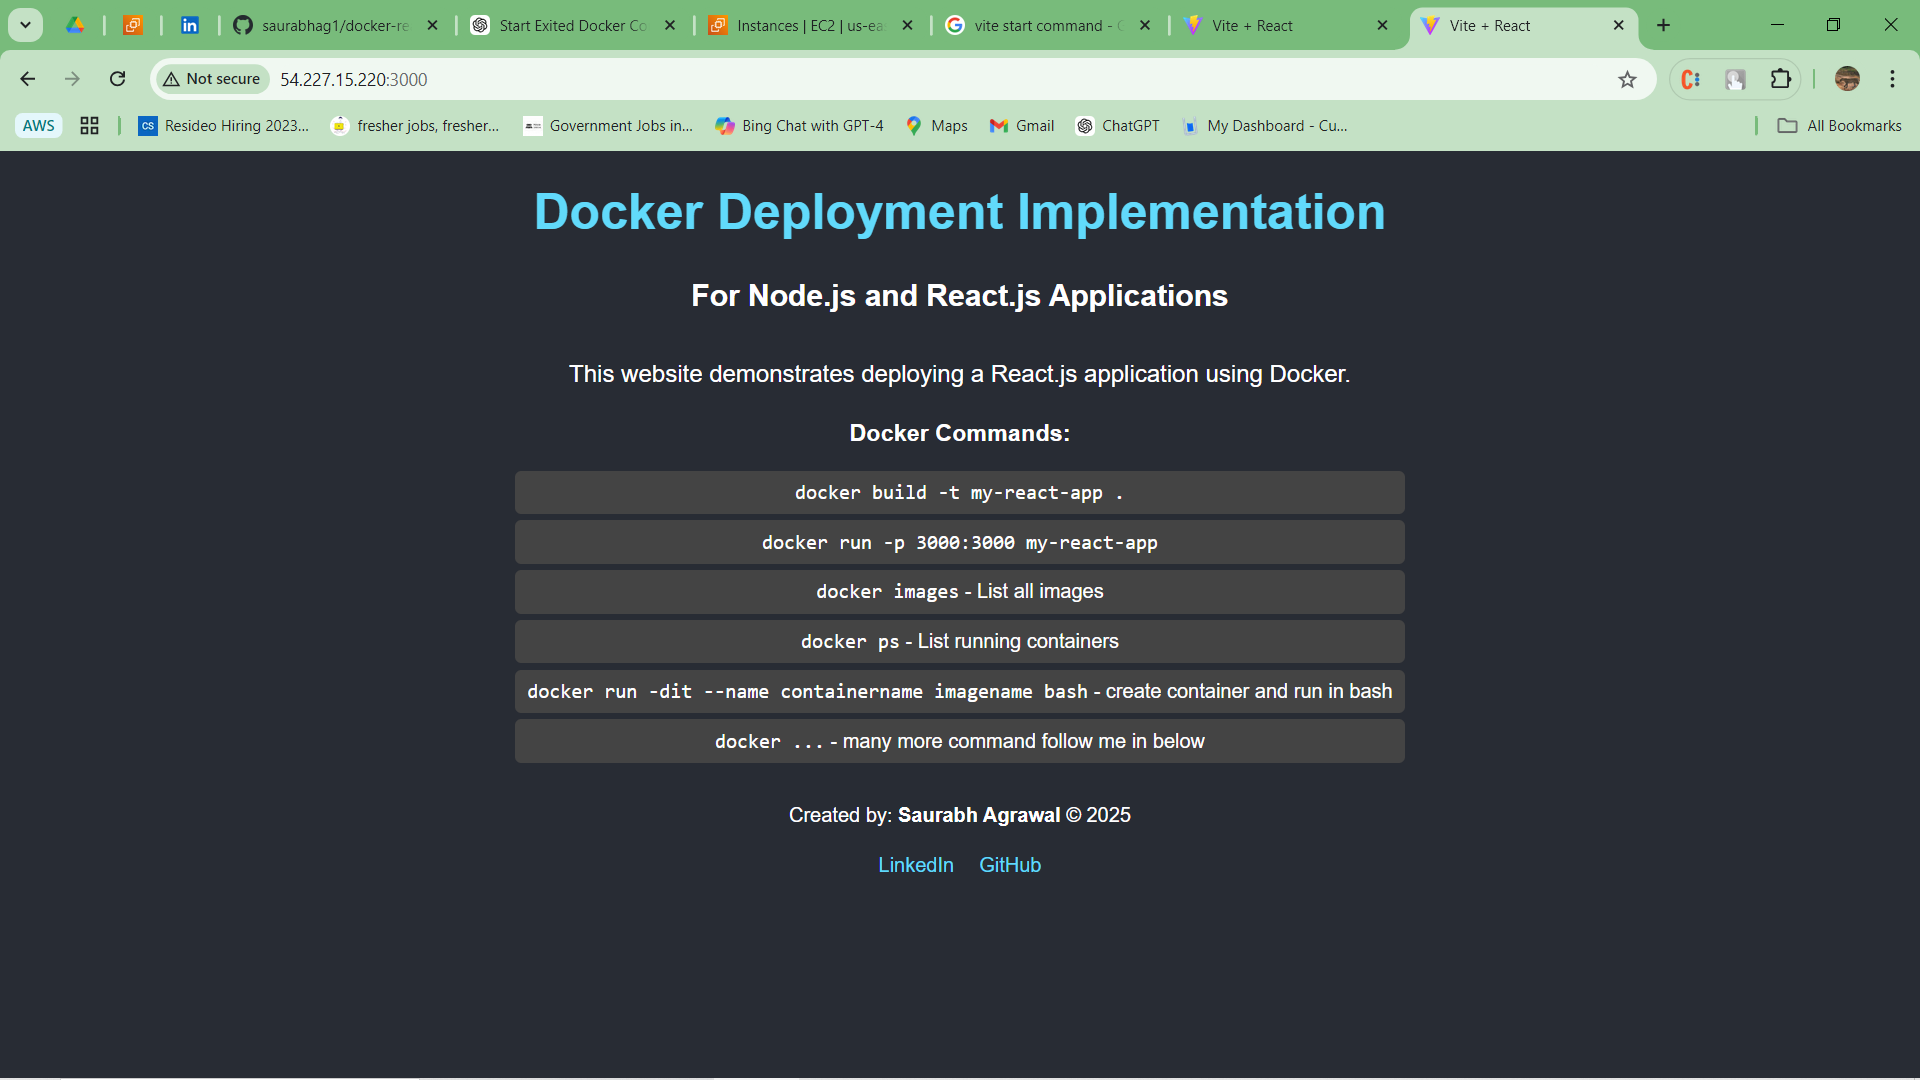 saurabhag1/docker-re
Start Exited Docker Co
Instances | EC2 | us-eas
vite start command - G
Vite + React
Vite + React
Not secure
54.227.15.220:3000
AWS
Resideo Hiring 2023...
fresher jobs, fresher...
Government Jobs in...
Bing Chat with GPT-4
Maps
Gmail
ChatGPT
My Dashboard - Cu...
All Bookmarks
Docker Deployment Implementation
For Node.js and React.js Applications
This website demonstrates deploying a React.js application using Docker.
Docker Commands:
docker build -t my-react-app .
docker run -p 3000:3000 my-react-app
docker images - List all images
docker ps - List running containers
docker run -dit --name containername imagename bash - create container and run in bash
docker ... - many more command follow me in below
Created by: Saurabh Agrawal © 2025
LinkedIn GitHub